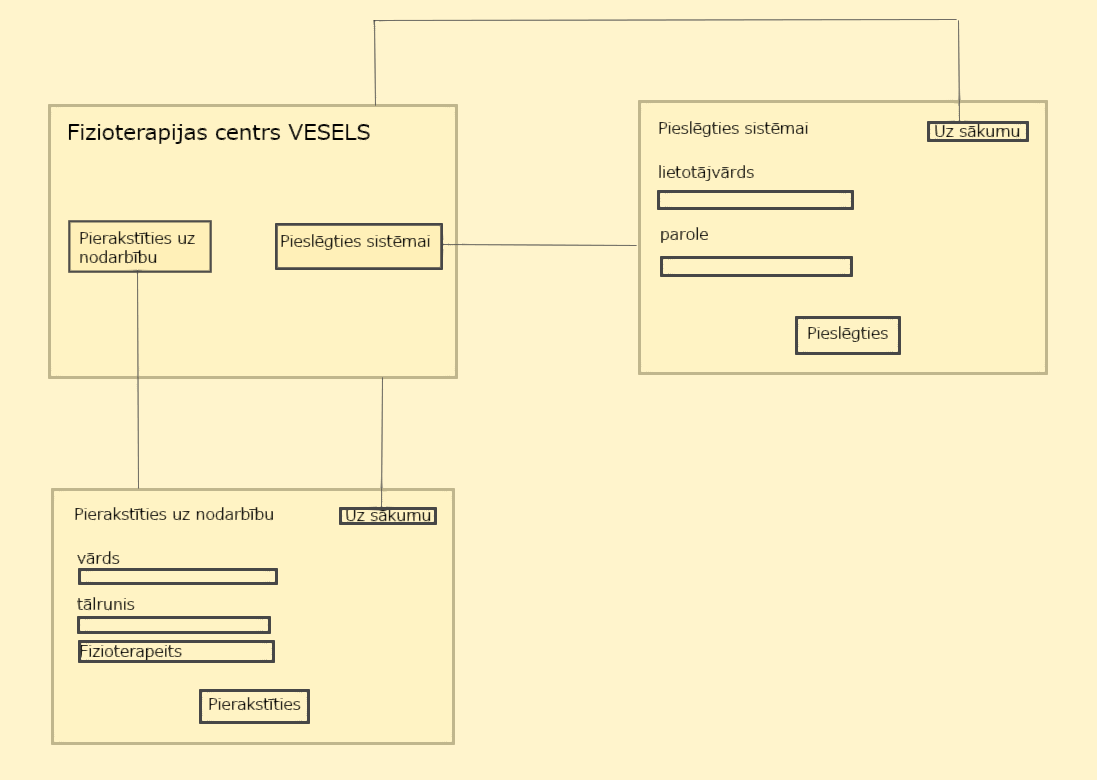 Fizioterapijas centrs VESELS
Pierakstīties uz
nodarbību
Pieslēgties sistēmai
Pieslēgties sistēmai
Uz sākumu
lietotājvārds
parole
Pieslēgties
Pierakstīties uz nodarbību
Uz sākumu
vārds
tālrunis
Fizioterapeits
Pierakstīties